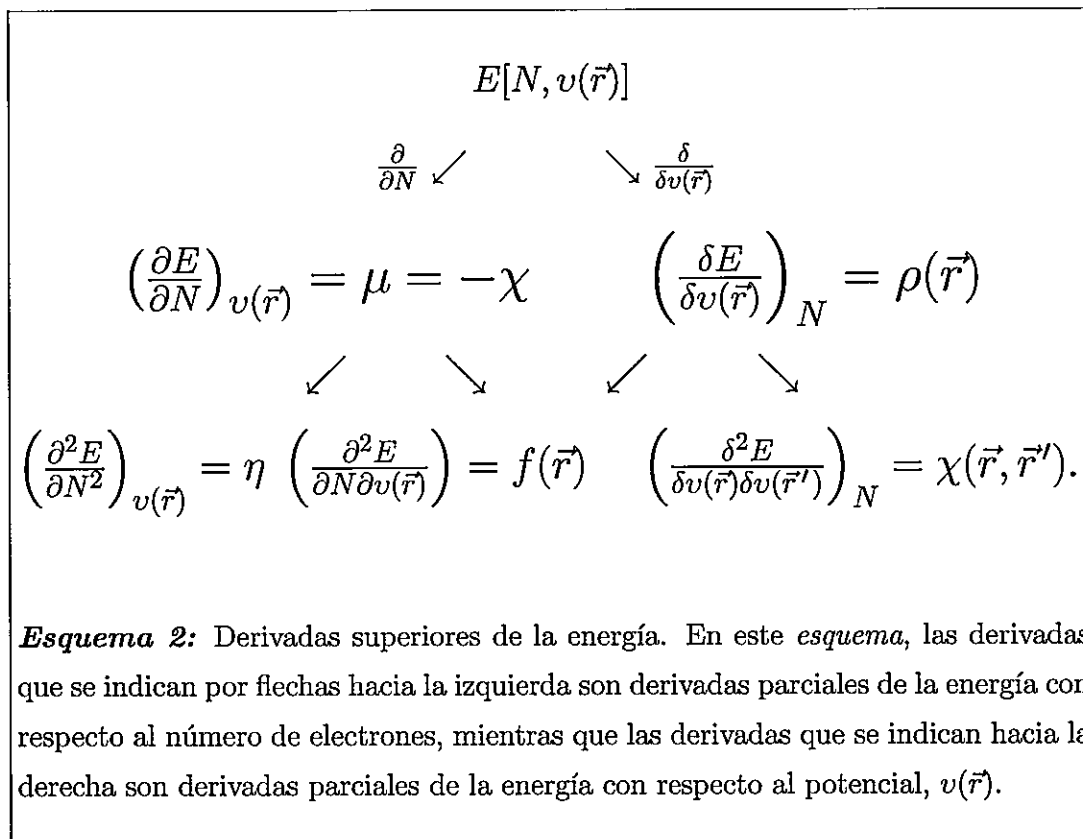 E[N, υ(r⃗)]
∂/∂N ↙ ↘ δ/δυ(r⃗)
(∂E/∂N)_υ(r⃗) = μ = −χ (δE/δυ(r⃗))_N = ρ(r⃗)
↙ ↘ ↙ ↘
(∂²E/∂N²)_υ(r⃗) = η (∂²E/∂N∂υ(r⃗)) = f(r⃗) (δ²E/δυ(r⃗)δυ(r⃗′))_N = χ(r⃗, r⃗′).
Esquema 2: Derivadas superiores de la energía. En este esquema, las derivadas
que se indican por flechas hacia la izquierda son derivadas parciales de la energía con
respecto al número de electrones, mientras que las derivadas que se indican hacia la
derecha son derivadas parciales de la energía con respecto al potencial, υ(r⃗).